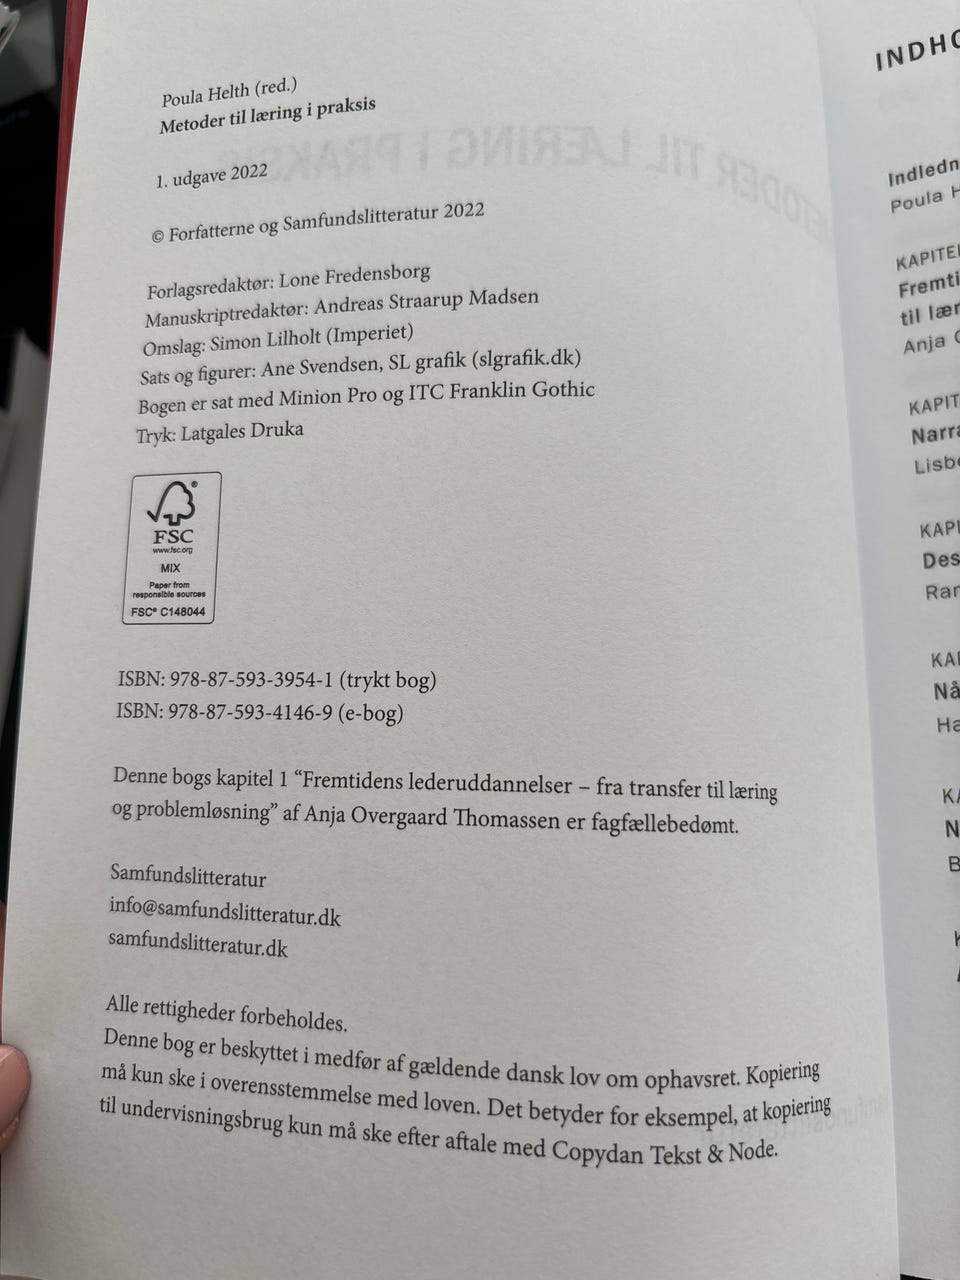 Poula Helth (red.)
Metoder til læring i praksis
1. udgave 2022
© Forfatterne og Samfundslitteratur 2022
Forlagsredaktør: Lone Fredensborg
Manuskriptredaktør: Andreas Straarup Madsen
Omslag: Simon Lilholt (Imperiet)
Sats og figurer: Ane Svendsen, SL grafik (slgrafik.dk)
Bogen er sat med Minion Pro og ITC Franklin Gothic
Tryk: Latgales Druka
FSC
www.fsc.org
MIX
Paper from
responsible sources
FSC® C148044
ISBN: 978-87-593-3954-1 (trykt bog)
ISBN: 978-87-593-4146-9 (e-bog)
Denne bogs kapitel 1 “Fremtidens lederuddannelser – fra transfer til læring
og problemløsning” af Anja Overgaard Thomassen er fagfællebedømt.
Samfundslitteratur
info@samfundslitteratur.dk
samfundslitteratur.dk
Alle rettigheder forbeholdes.
Denne bog er beskyttet i medfør af gældende dansk lov om ophavsret. Kopiering
må kun ske i overensstemmelse med loven. Det betyder for eksempel, at kopiering
til undervisningsbrug kun må ske efter aftale med Copydan Tekst & Node.
INDHO
Indledn
Poula H
KAPITEL
Fremti
til lær
Anja O
KAPIT
Narra
Lisbe
KAPI
Des
Ran
KAP
Nå
Ha
KA
N
B